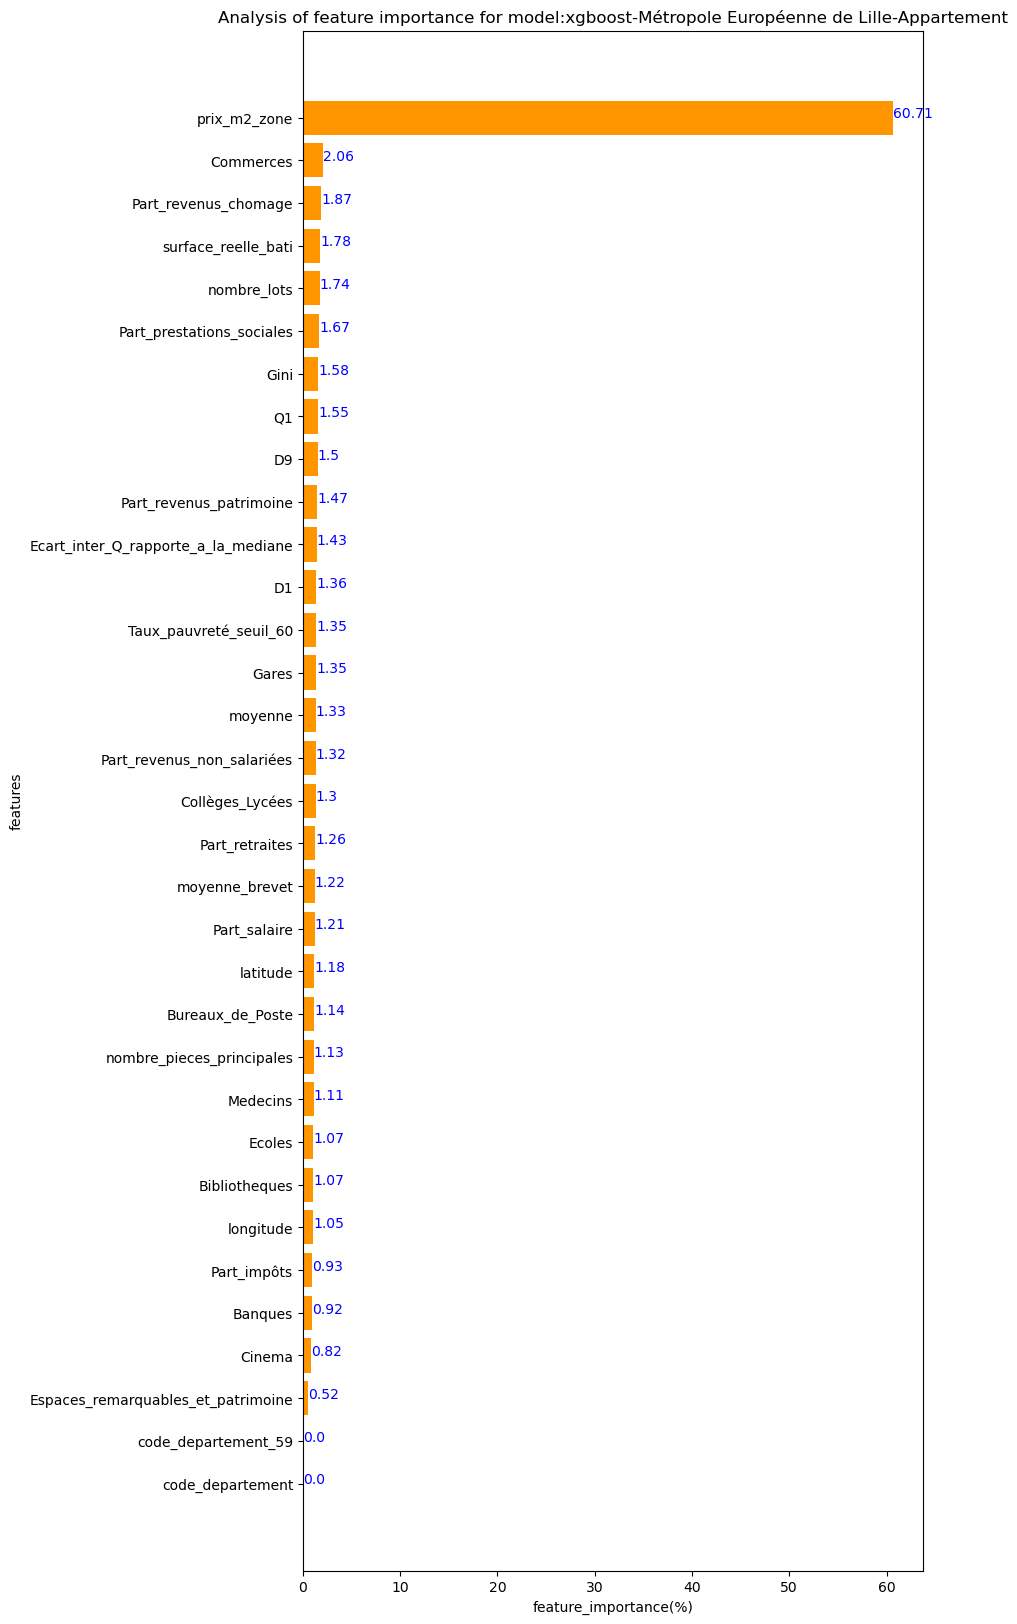 Analysis of feature importance for model:xgboost-Métropole Européenne de Lille-Appartement
features
prix_m2_zone 60.71
Commerces 2.06
Part_revenus_chomage 1.87
surface_reelle_bati 1.78
nombre_lots 1.74
Part_prestations_sociales 1.67
Gini 1.58
Q1 1.55
D9 1.5
Part_revenus_patrimoine 1.47
Ecart_inter_Q_rapporte_a_la_mediane 1.43
D1 1.36
Taux_pauvreté_seuil_60 1.35
Gares 1.35
moyenne 1.33
Part_revenus_non_salariées 1.32
Collèges_Lycées 1.3
Part_retraites 1.26
moyenne_brevet 1.22
Part_salaire 1.21
latitude 1.18
Bureaux_de_Poste 1.14
nombre_pieces_principales 1.13
Medecins 1.11
Ecoles 1.07
Bibliotheques 1.07
longitude 1.05
Part_impôts 0.93
Banques 0.92
Cinema 0.82
Espaces_remarquables_et_patrimoine 0.52
code_departement_59 0.0
code_departement 0.0
0 10 20 30 40 50 60
feature_importance(%)